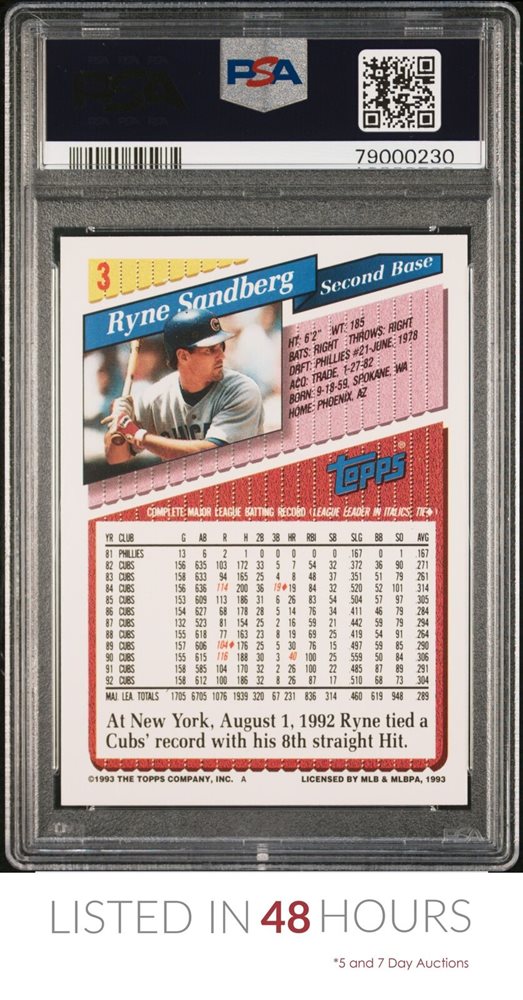 PSA
79000230
3
Ryne Sandberg
Second Base
HT: 6'2" WT: 185
BATS: RIGHT THROWS: RIGHT
DRFT: PHILLIES #21-JUNE, 1978
ACQ: TRADE, 1-27-82
BORN: 9-18-59, SPOKANE, WA
HOME: PHOENIX, AZ
TOPPS®
COMPLETE MAJOR LEAGUE BATTING RECORD (LEAGUE LEADER IN ITALICS, TIE♦)
YR CLUB G AB R H 2B 3B HR RBI SB SLG BB SO AVG
81 PHILLIES 13 6 2 1 0 0 0 0 0 .167 0 1 .167
82 CUBS 156 635 103 172 33 5 7 54 32 .372 36 90 .271
83 CUBS 158 633 94 165 25 4 8 48 37 .351 51 79 .261
84 CUBS 156 636 114 200 36 19♦ 19 84 32 .520 52 101 .314
85 CUBS 153 609 113 186 31 6 26 83 54 .504 57 97 .305
86 CUBS 154 627 68 178 28 5 14 76 34 .411 46 79 .284
87 CUBS 132 523 81 154 25 2 16 59 21 .442 59 79 .294
88 CUBS 155 618 77 163 23 8 19 69 25 .419 54 91 .264
89 CUBS 157 606 104♦ 176 25 5 30 76 15 .497 59 85 .290
90 CUBS 155 615 116 188 30 3 40 100 25 .559 50 84 .306
91 CUBS 158 585 104 170 32 2 26 100 22 .485 87 89 .291
92 CUBS 158 612 100 186 32 8 26 87 17 .510 68 73 .304
MAJ. LEA. TOTALS 1705 6705 1076 1939 320 67 231 836 314 .460 619 948 .289
At New York, August 1, 1992 Ryne tied a
Cubs' record with his 8th straight Hit.
©1993 THE TOPPS COMPANY, INC. A LICENSED BY MLB & MLBPA, 1993
PSA
LISTED IN 48 HOURS
*5 and 7 Day Auctions